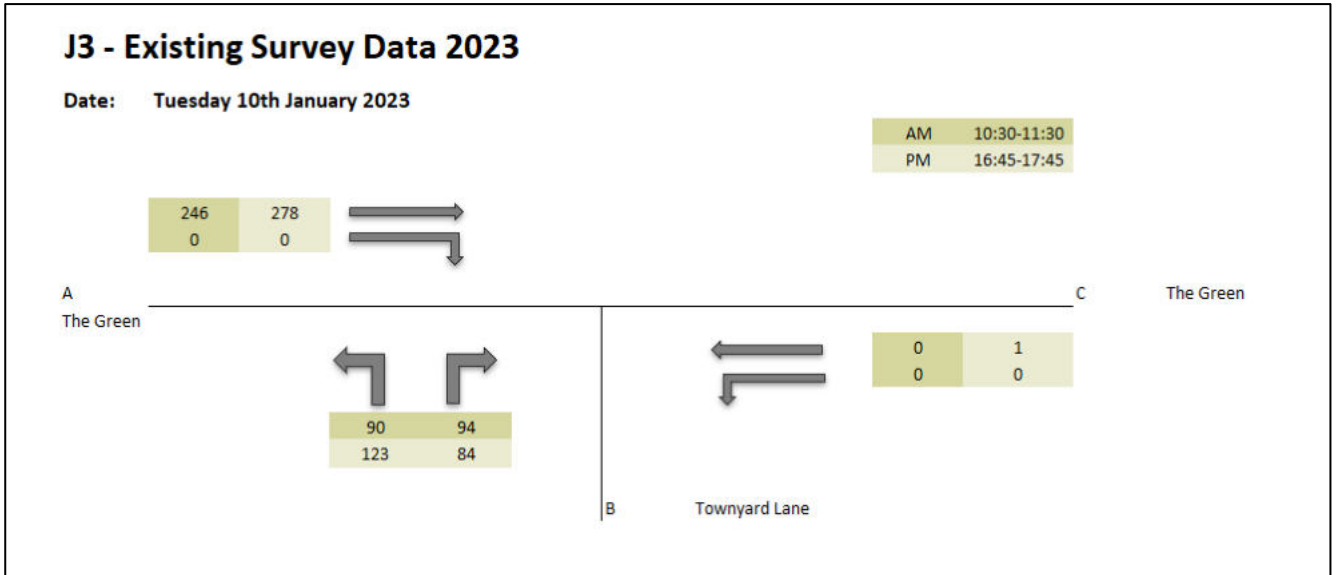 J3 - Existing Survey Data 2023
Date: Tuesday 10th January 2023
AM 10:30-11:30
PM 16:45-17:45
246 278
0 0
A
C The Green
The Green
0 1
0 0
90 94
123 84
B Townyard Lane